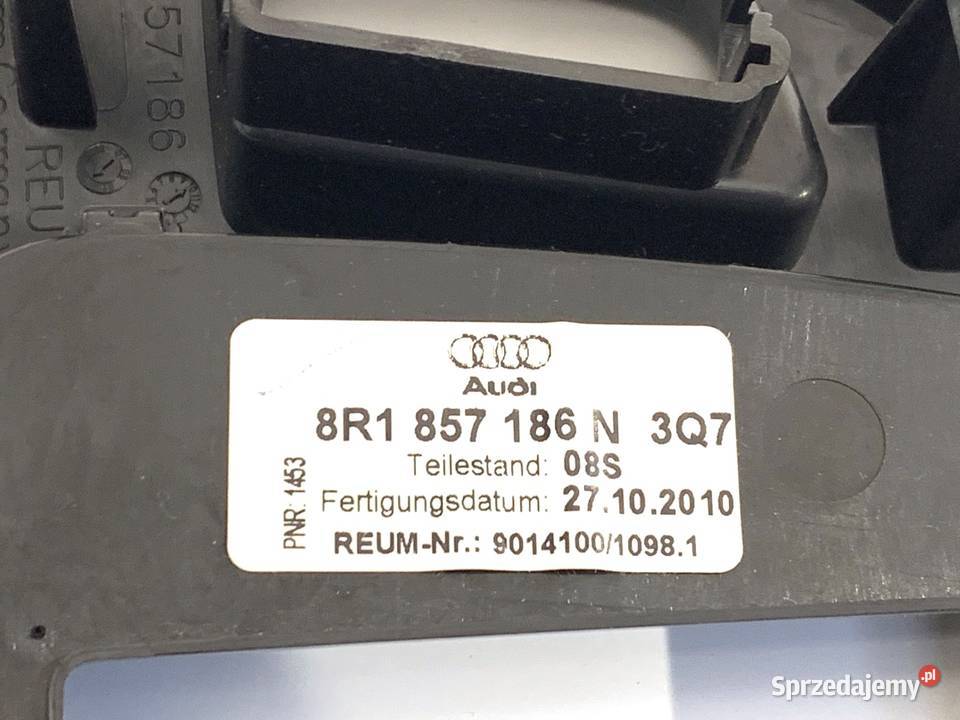 57186
REU
Audi
8R1 857 186 N 3Q7
Teilestand: 08S
Fertigungsdatum: 27.10.2010
REUM-Nr.: 9014100/1098.1
PNR: 1453
Sprzedajemy.pl